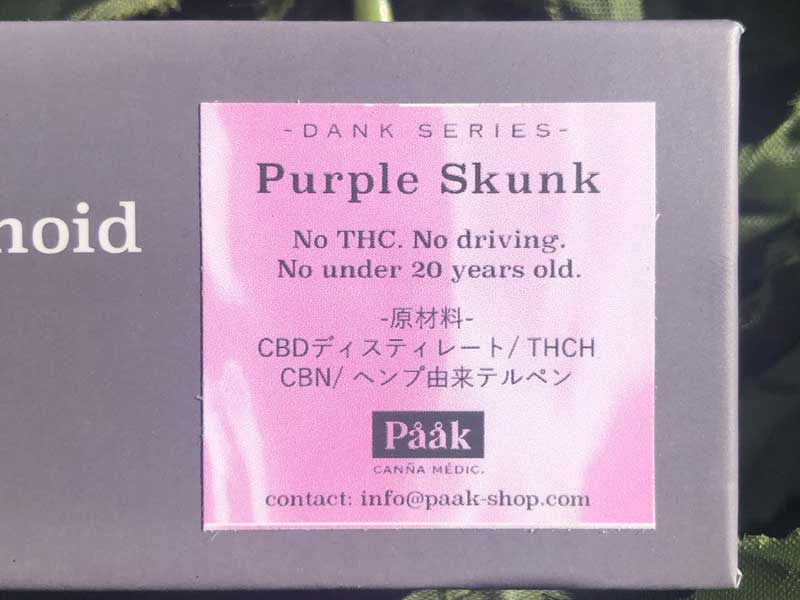 noid
-DANK SERIES-
Purple Skunk
No THC. No driving.
No under 20 years old.
-原材料-
CBDディスティレート/ THCH
CBN/ ヘンプ由来テルペン
Pååk
CANÑA MÉDIC.
contact: info@paak-shop.com